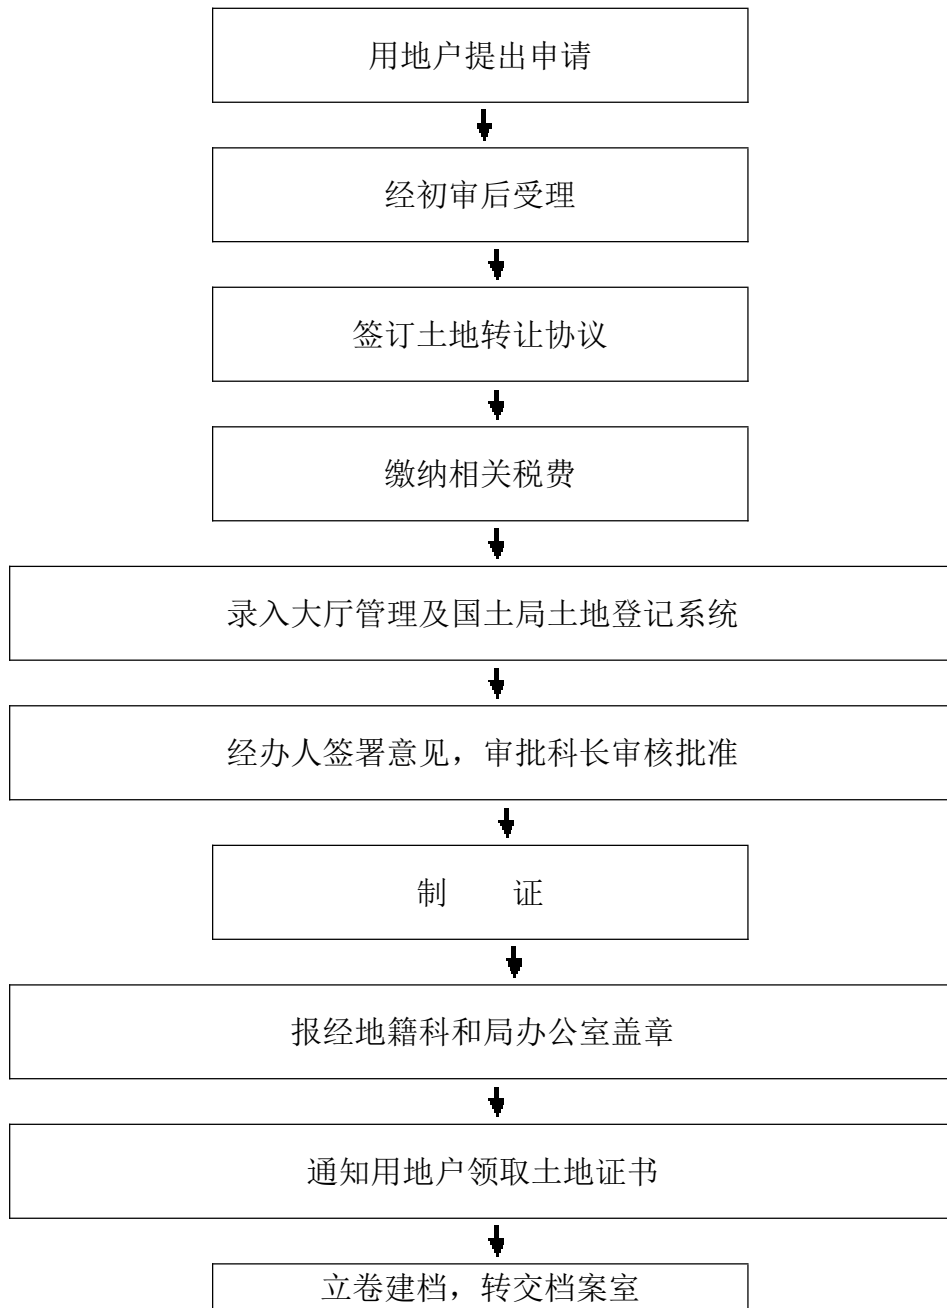 用地户提出申请
经初审后受理
签订土地转让协议
缴纳相关税费
录入大厅管理及国土局土地登记系统
经办人签署意见，审批科长审核批准
制　　证
报经地籍科和局办公室盖章
通知用地户领取土地证书
立卷建档，转交档案室